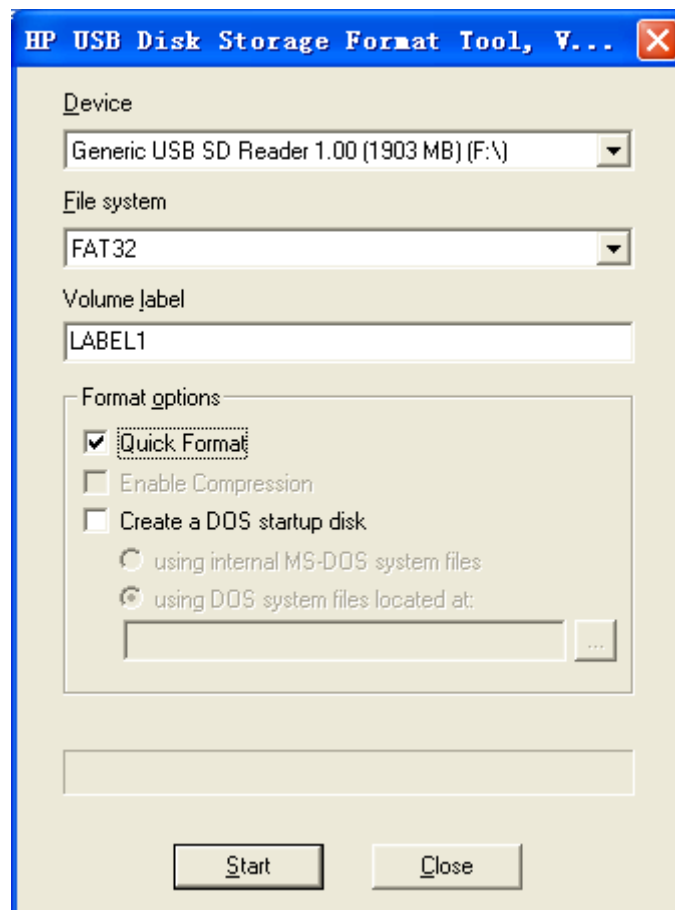 HP USB Disk Storage Format Tool, V...
Device
Generic USB SD Reader 1.00 (1903 MB) (F:\)
File system
FAT32
Volume label
LABEL1
Format options
Quick Format
Enable Compression
Create a DOS startup disk
using internal MS-DOS system files
using DOS system files located at:
...
Start
Close